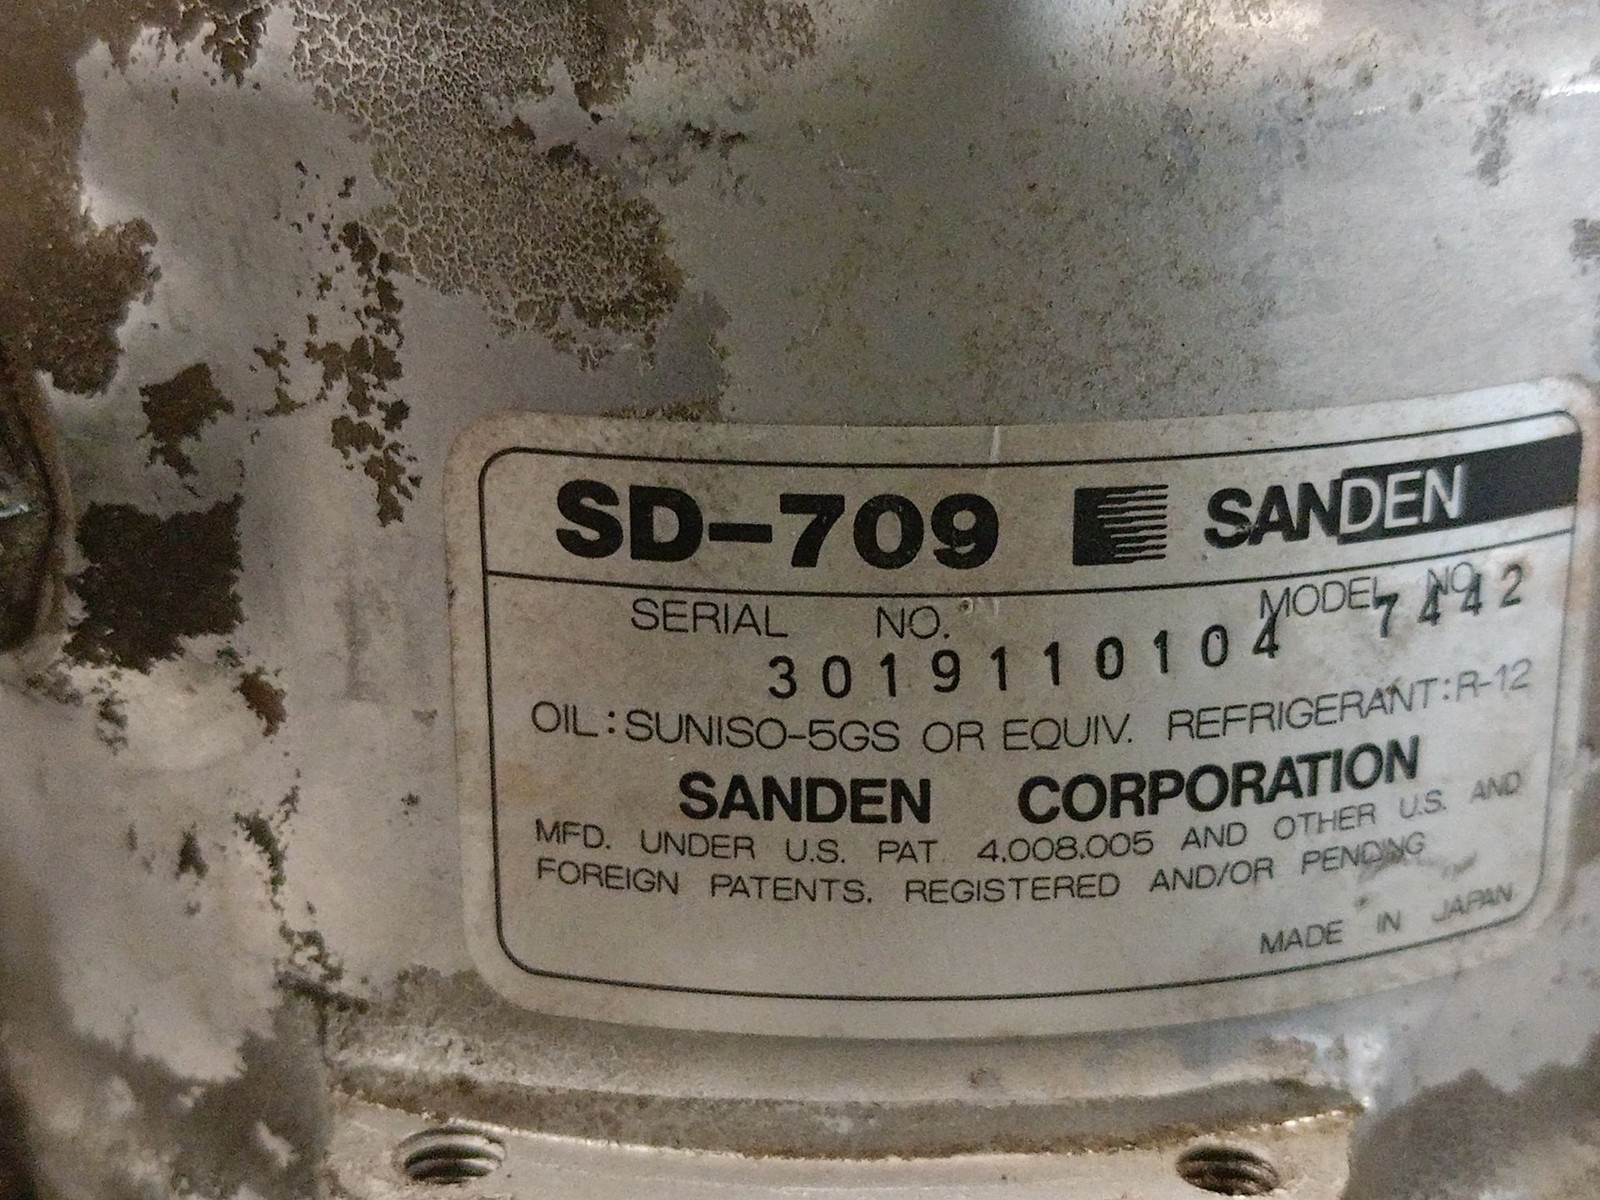 SD-709 SANDEN
SERIAL NO. MODEL NO.
3019110104 7442
OIL: SUNISO-5GS OR EQUIV. REFRIGERANT: R-12
SANDEN CORPORATION
MFD. UNDER U.S. PAT 4.008.005 AND OTHER U.S. AND
FOREIGN PATENTS. REGISTERED AND/OR PENDING
MADE IN JAPAN